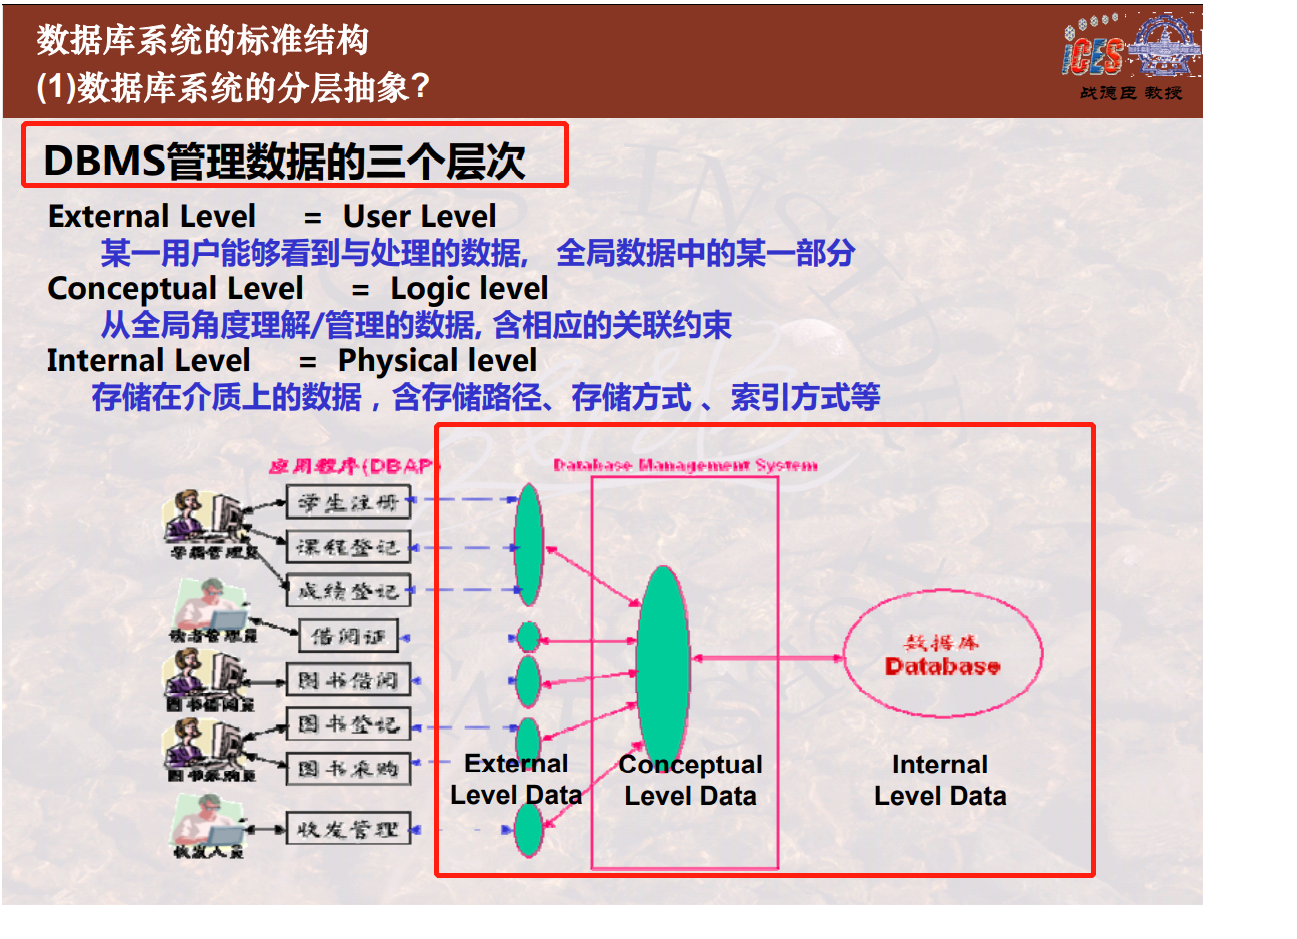 数据库系统的标准结构
(1)数据库系统的分层抽象?
iCES
战德臣 教授
DBMS管理数据的三个层次
External Level = User Level
某一用户能够看到与处理的数据, 全局数据中的某一部分
Conceptual Level = Logic level
从全局角度理解/管理的数据, 含相应的关联约束
Internal Level = Physical level
存储在介质上的数据，含存储路径、存储方式 、索引方式等
应用程序(DBAP)
Database Management System
学生注册
课程登记
成绩登记
借阅证
图书借阅
图书登记
图书采购
收发管理
学籍管理员
读者管理员
图书借阅员
图书采购员
收发人员
数据库
Database
External
Level Data
Conceptual
Level Data
Internal
Level Data